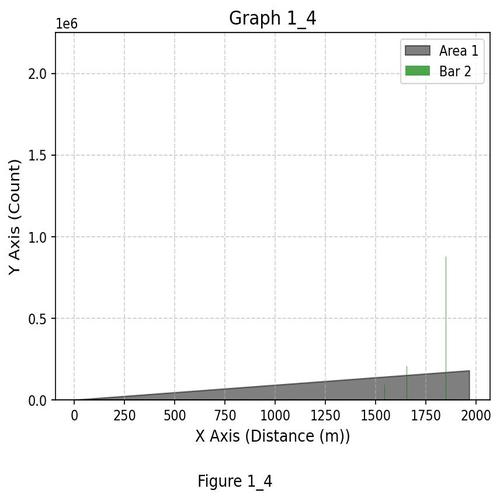 Graph 1_4
1e6
Area 1
Bar 2
2.0
1.5
1.0
0.5
0.0
Y Axis (Count)
0 250 500 750 1000 1250 1500 1750 2000
X Axis (Distance (m))
Figure 1_4